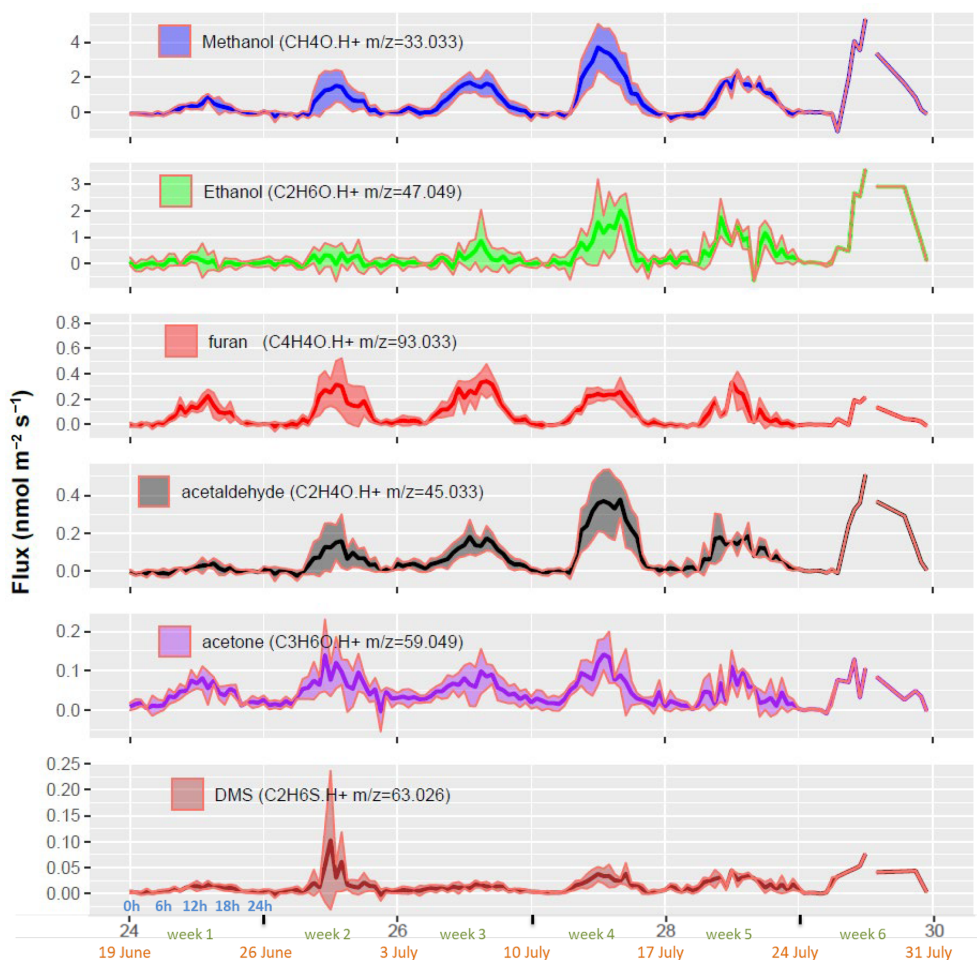 Flux (nmol m⁻² s⁻¹)
Methanol (CH4O.H+ m/z=33.033)
4
2
0
Ethanol (C2H6O.H+ m/z=47.049)
3
2
1
0
furan (C4H4O.H+ m/z=93.033)
0.8
0.6
0.4
0.2
0.0
acetaldehyde (C2H4O.H+ m/z=45.033)
0.4
0.2
0.0
acetone (C3H6O.H+ m/z=59.049)
0.2
0.1
0.0
DMS (C2H6S.H+ m/z=63.026)
0.25
0.20
0.15
0.10
0.05
0.00
0h 6h 12h 18h 24h
24 26 28 30
week 1 week 2 week 3 week 4 week 5 week 6
19 June 26 June 3 July 10 July 17 July 24 July 31 July